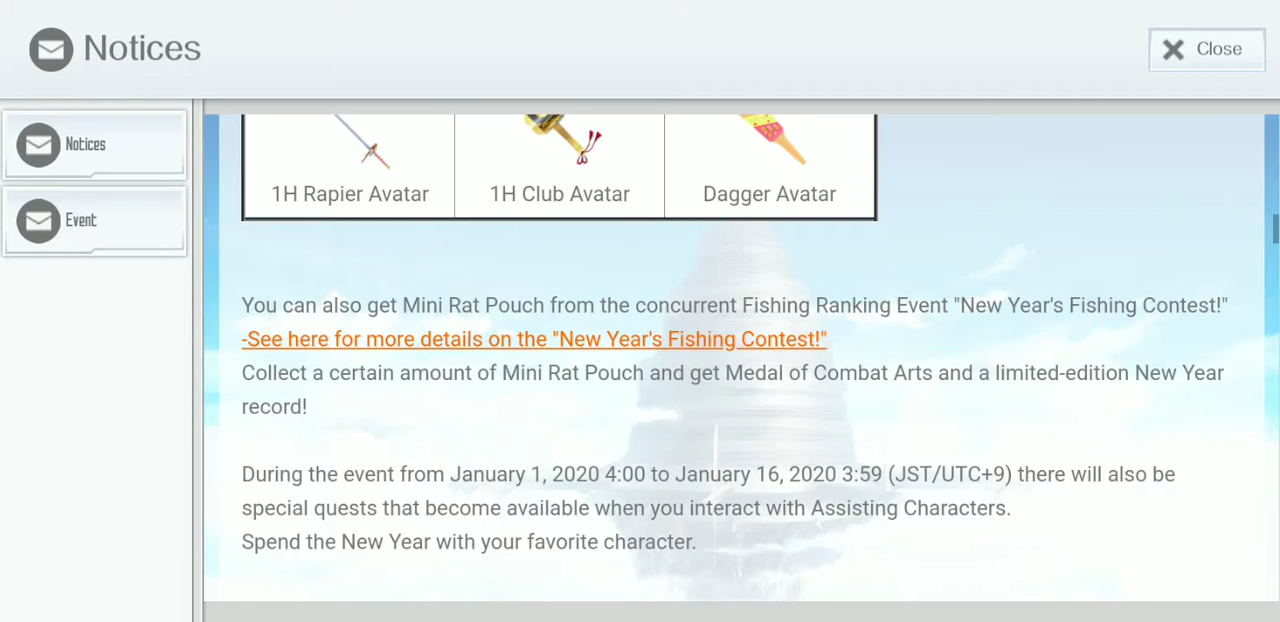 Notices
Close
Notices
Event
1H Rapier Avatar
1H Club Avatar
Dagger Avatar
You can also get Mini Rat Pouch from the concurrent Fishing Ranking Event "New Year's Fishing Contest!"
-See here for more details on the "New Year's Fishing Contest!"
Collect a certain amount of Mini Rat Pouch and get Medal of Combat Arts and a limited-edition New Year
record!
During the event from January 1, 2020 4:00 to January 16, 2020 3:59 (JST/UTC+9) there will also be
special quests that become available when you interact with Assisting Characters.
Spend the New Year with your favorite character.